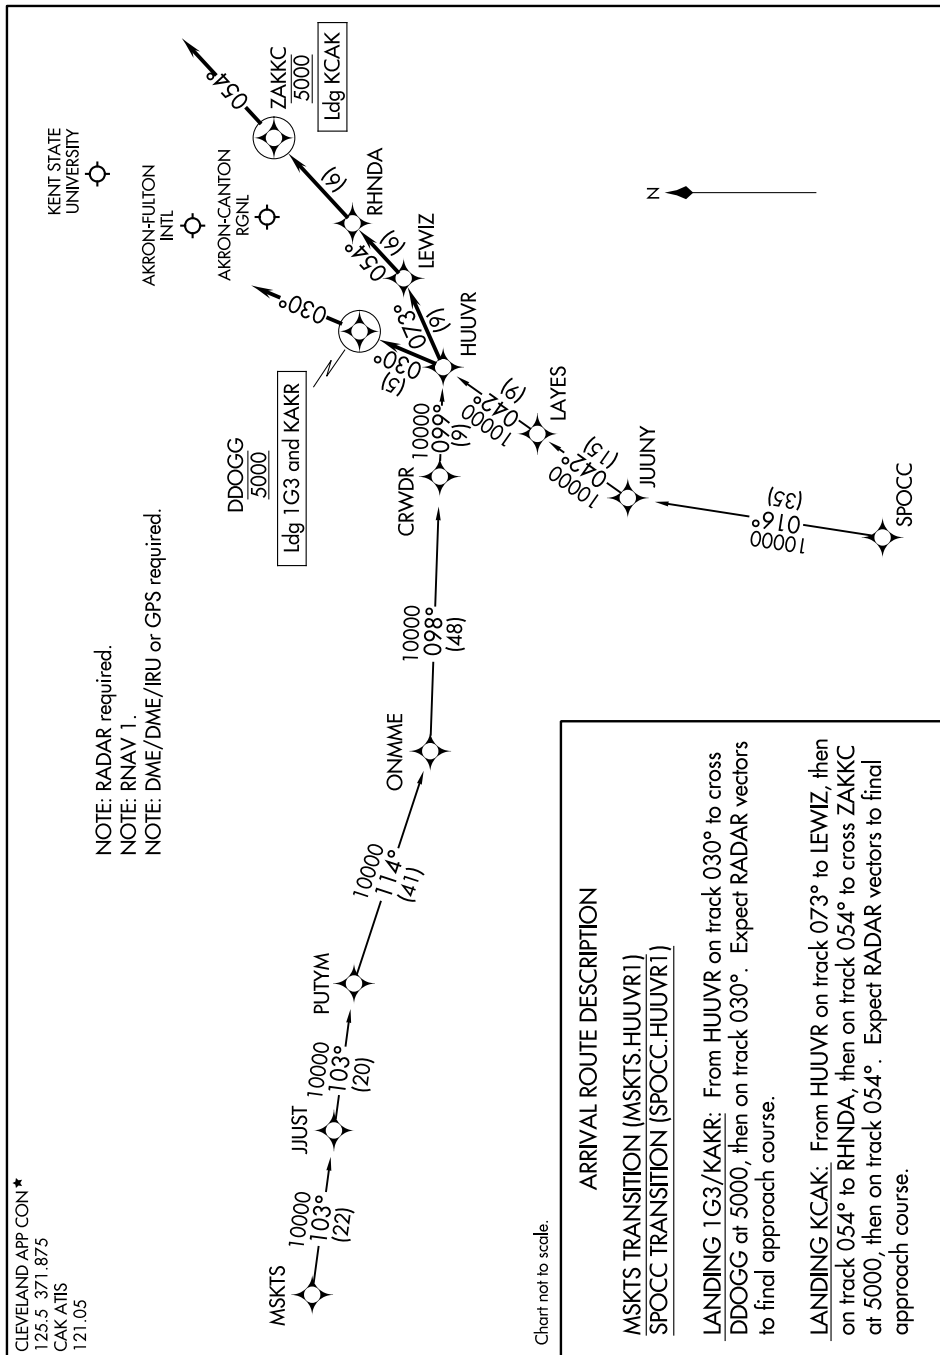 CLEVELAND APP CON★
125.5 371.875
CAK ATIS
121.05
NOTE: RADAR required.
NOTE: RNAV 1.
NOTE: DME/DME/IRU or GPS required.
KENT STATE
UNIVERSITY
AKRON-FULTON
INTL
AKRON-CANTON
RGNL
054°
ZAKKC
5000
Ldg KCAK
(6)
RHNDA
054°
(6)
LEWIZ
073°
(9)
HUUVR
030°
030°
(5)
DDOGG
5000
Ldg 1G3 and KAKR
N
MSKTS
10000
103°
(22)
JJUST
10000
103°
(20)
PUTYM
10000
114°
(41)
ONMME
10000
098°
(48)
CRWDR
10000
099°
(9)
10000
042°
(9)
LAYES
10000
042°
(15)
JUUNY
10000
016°
(35)
SPOCC
Chart not to scale.
ARRIVAL ROUTE DESCRIPTION
MSKTS TRANSITION (MSKTS.HUUVR1)
SPOCC TRANSITION (SPOCC.HUUVR1)
LANDING 1G3/KAKR: From HUUVR on track 030° to cross
DDOGG at 5000, then on track 030°. Expect RADAR vectors
to final approach course.
LANDING KCAK: From HUUVR on track 073° to LEWIZ, then
on track 054° to RHNDA, then on track 054° to cross ZAKKC
at 5000, then on track 054°. Expect RADAR vectors to final
approach course.